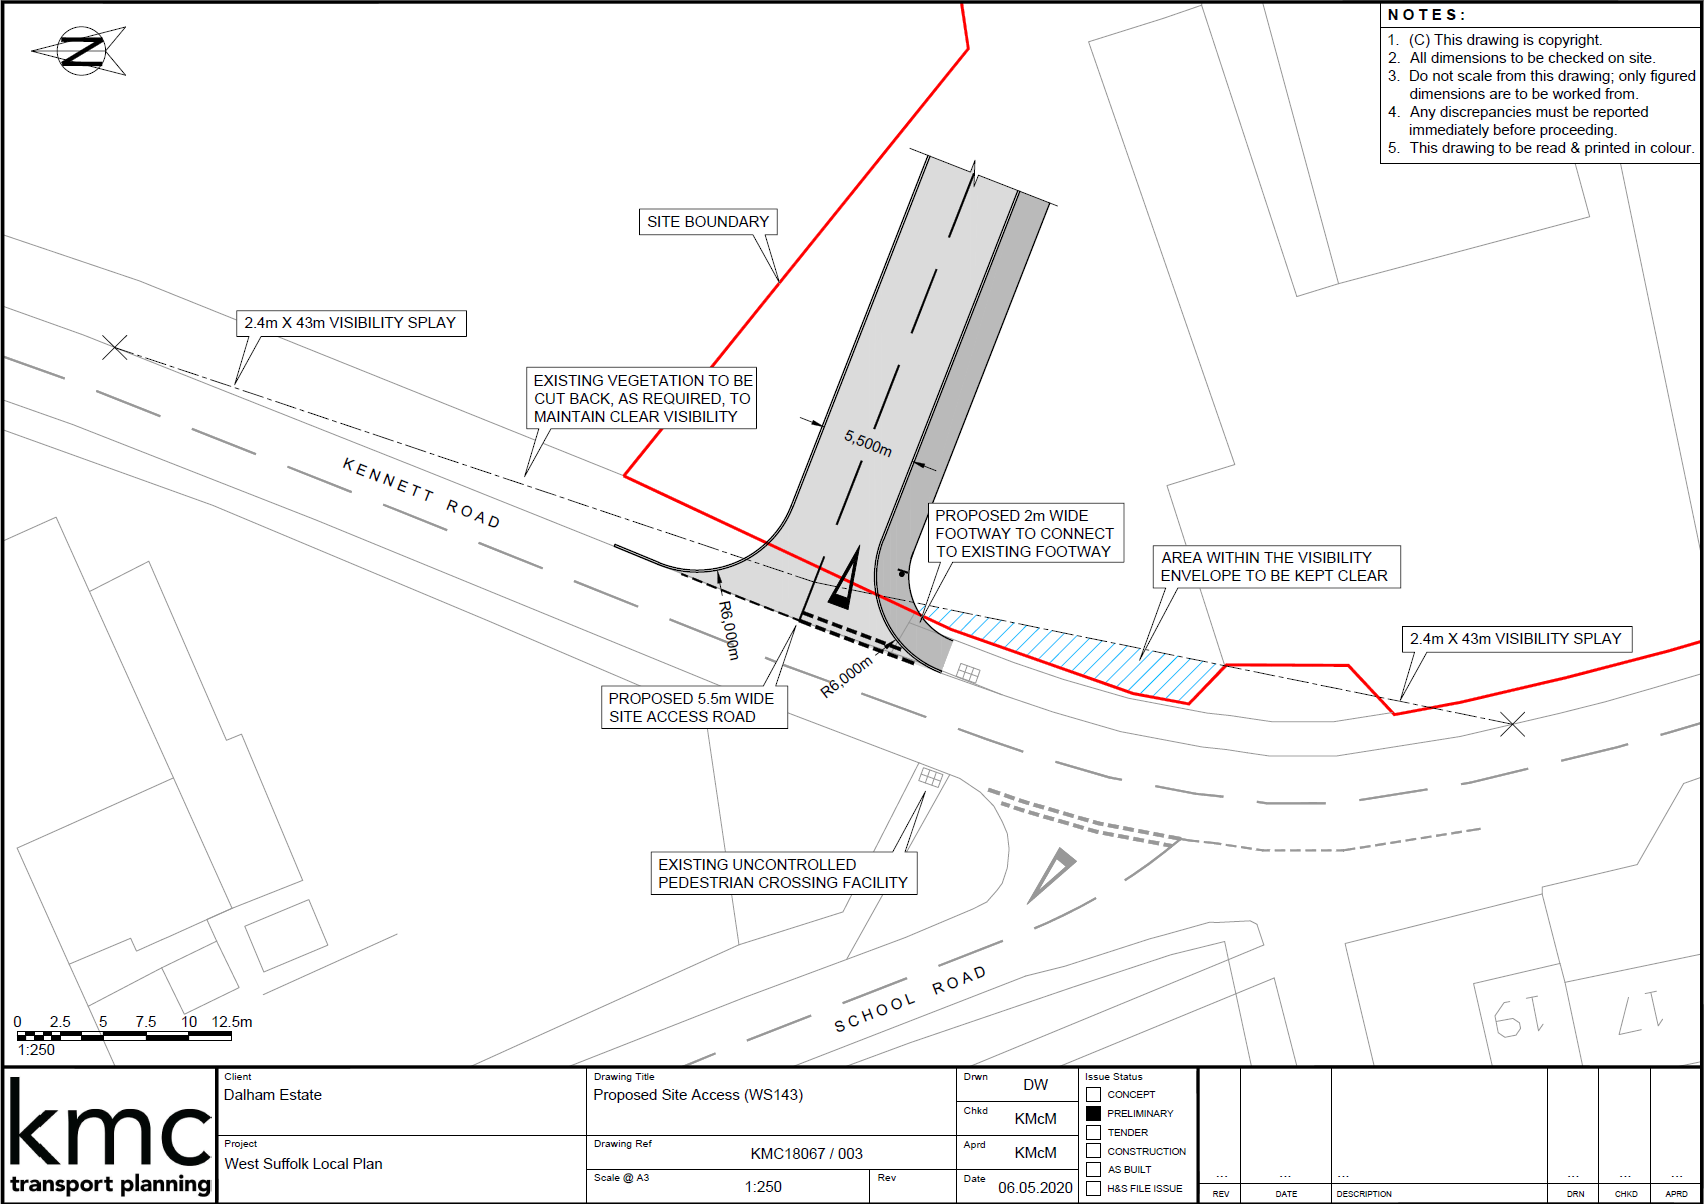 N
NOTES:
1. (C) This drawing is copyright.
2. All dimensions to be checked on site.
3. Do not scale from this drawing; only figured
dimensions are to be worked from.
4. Any discrepancies must be reported
immediately before proceeding.
5. This drawing to be read & printed in colour.
SITE BOUNDARY
2.4m X 43m VISIBILITY SPLAY
EXISTING VEGETATION TO BE
CUT BACK, AS REQUIRED, TO
MAINTAIN CLEAR VISIBILITY
5,500m
KENNETT ROAD
PROPOSED 2m WIDE
FOOTWAY TO CONNECT
TO EXISTING FOOTWAY
AREA WITHIN THE VISIBILITY
ENVELOPE TO BE KEPT CLEAR
R6,000m
R6,000m
2.4m X 43m VISIBILITY SPLAY
PROPOSED 5.5m WIDE
SITE ACCESS ROAD
EXISTING UNCONTROLLED
PEDESTRIAN CROSSING FACILITY
SCHOOL ROAD
19
17
0 2.5 5 7.5 10 12.5m
1:250
kmc
transport planning
Client
Dalham Estate
Project
West Suffolk Local Plan
Drawing Title
Proposed Site Access (WS143)
Drawing Ref
KMC18067 / 003
Scale @ A3
1:250
Rev
Drwn
DW
Chkd
KMcM
Aprd
KMcM
Date
06.05.2020
Issue Status
CONCEPT
PRELIMINARY
TENDER
CONSTRUCTION
AS BUILT
H&S FILE ISSUE
... ... ... ... ... ...
REV DATE DESCRIPTION DRN CHKD APRD